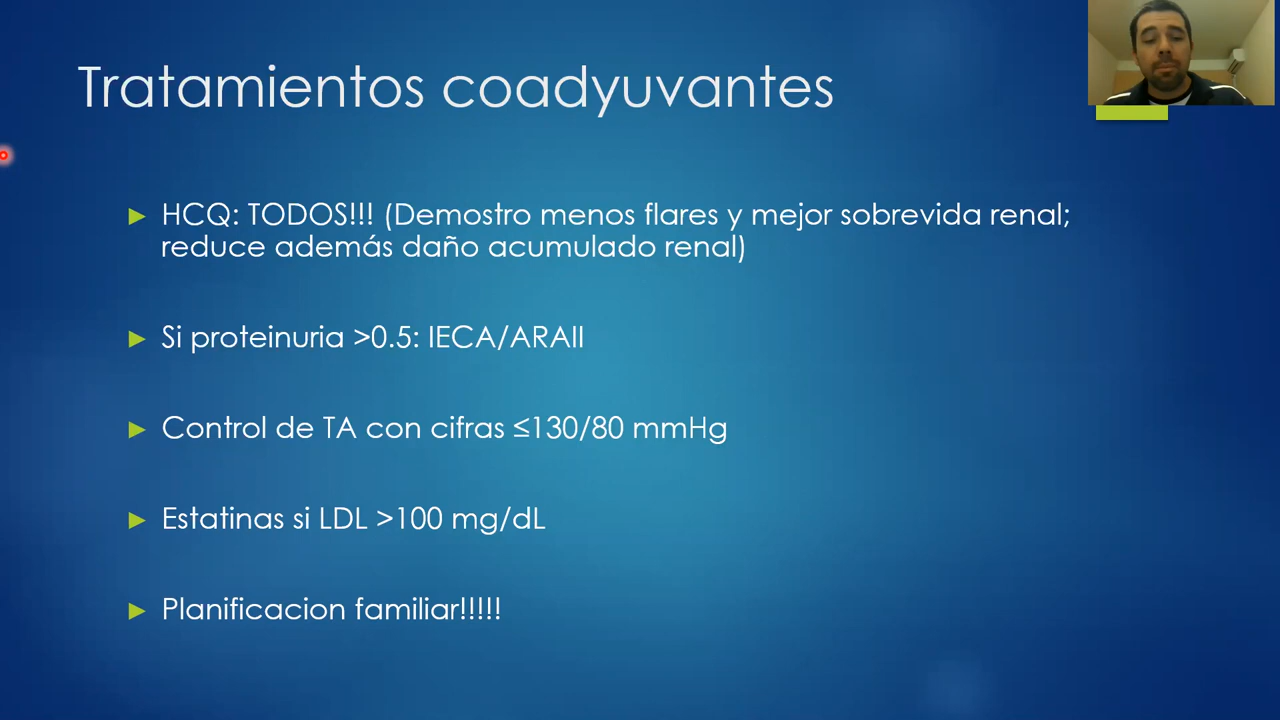 Tratamientos coadyuvantes
HCQ: TODOS!!! (Demostro menos flares y mejor sobrevida renal;
reduce además daño acumulado renal)
Si proteinuria >0.5: IECA/ARAII
Control de TA con cifras ≤130/80 mmHg
Estatinas si LDL >100 mg/dL
Planificacion familiar!!!!!